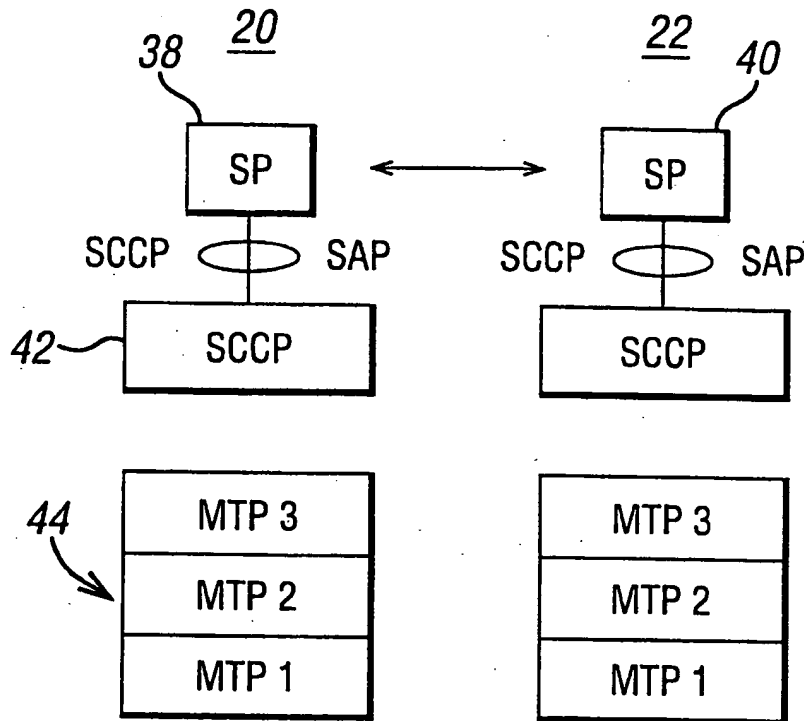 20
22
38
40
SP
SP
SCCP SAP
SCCP SAP
42
SCCP
SCCP
44
MTP 3
MTP 2
MTP 1
MTP 3
MTP 2
MTP 1